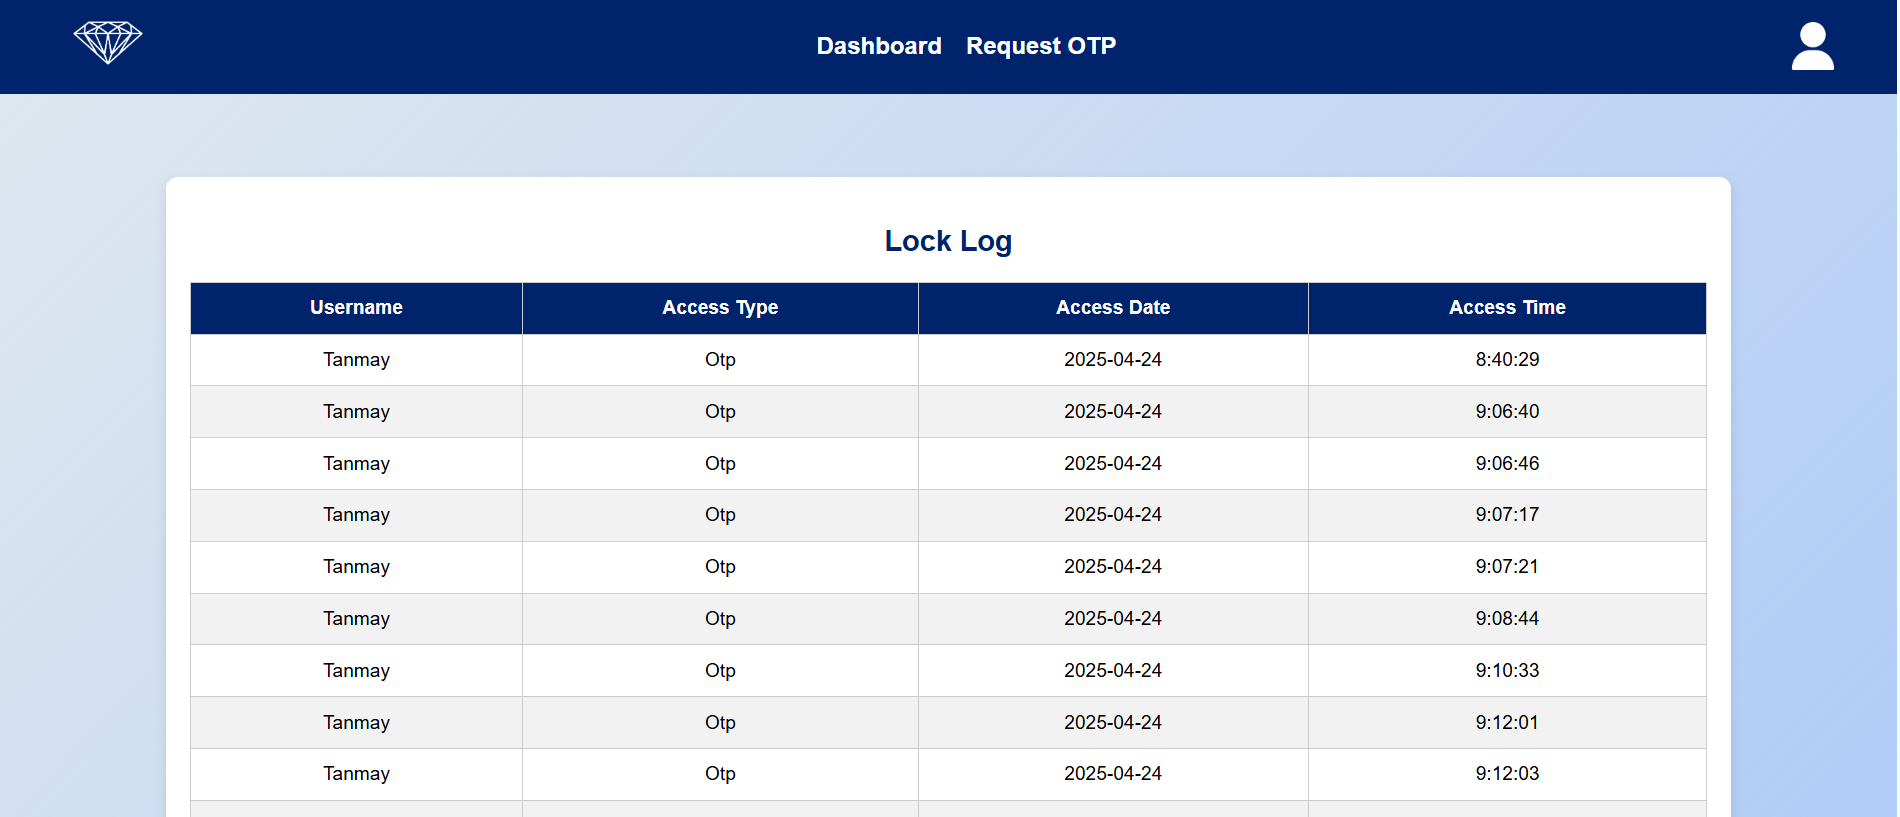 Dashboard Request OTP
Lock Log
Username Access Type Access Date Access Time
Tanmay Otp 2025-04-24 8:40:29
Tanmay Otp 2025-04-24 9:06:40
Tanmay Otp 2025-04-24 9:06:46
Tanmay Otp 2025-04-24 9:07:17
Tanmay Otp 2025-04-24 9:07:21
Tanmay Otp 2025-04-24 9:08:44
Tanmay Otp 2025-04-24 9:10:33
Tanmay Otp 2025-04-24 9:12:01
Tanmay Otp 2025-04-24 9:12:03